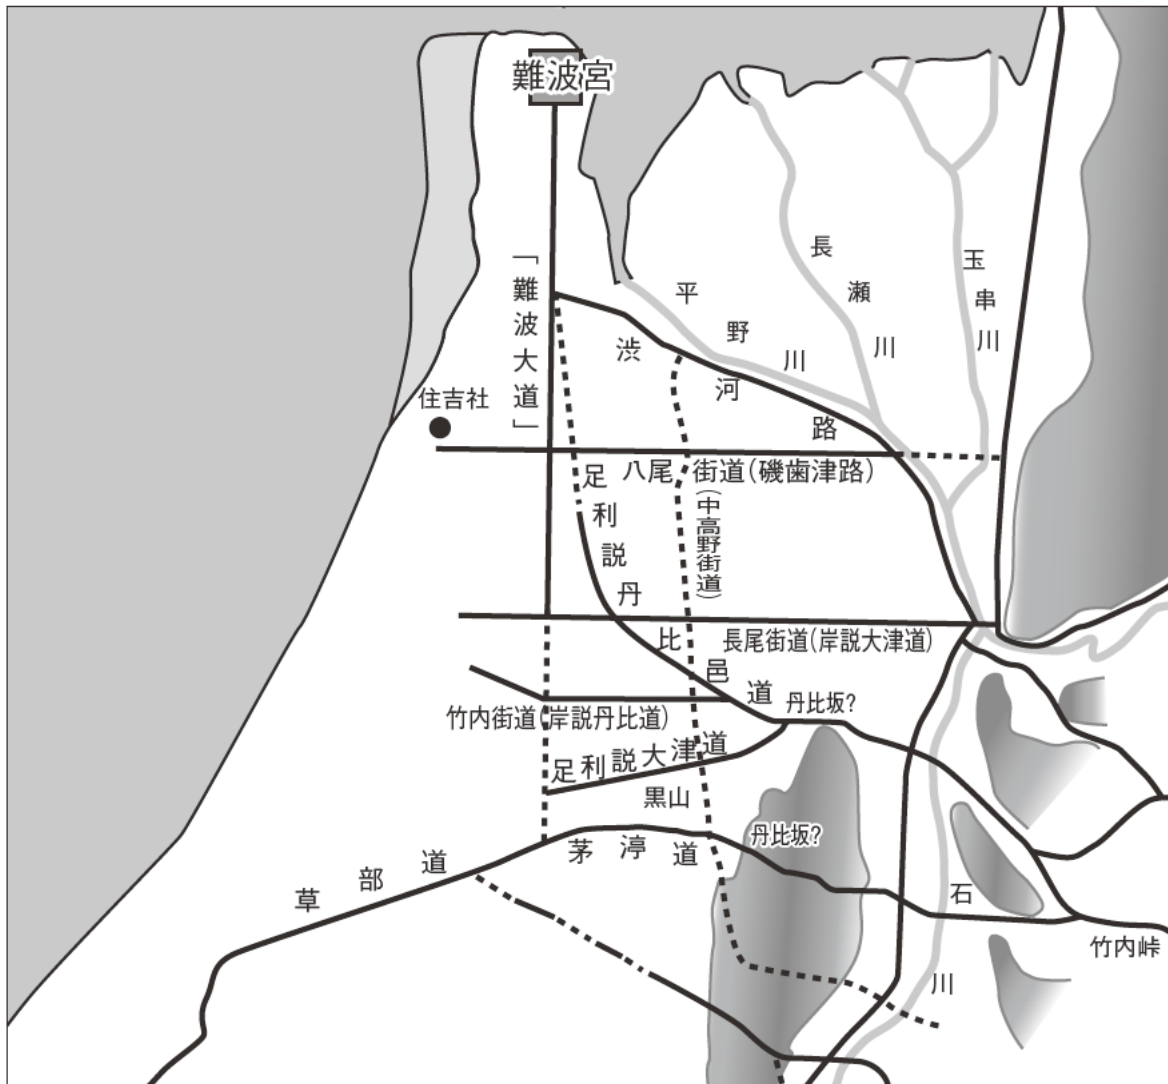 難波宮
「難波大道」
住吉社
渋河路
平野川
長瀬川
玉串川
八尾街道(磯歯津路)
(中高野街道)
足利説丹比邑道
長尾街道(岸説大津道)
竹内街道(岸説丹比道)
丹比坂?
足利説大津道
黒山
丹比坂?
茅渟道
草部道
石川
竹内峠